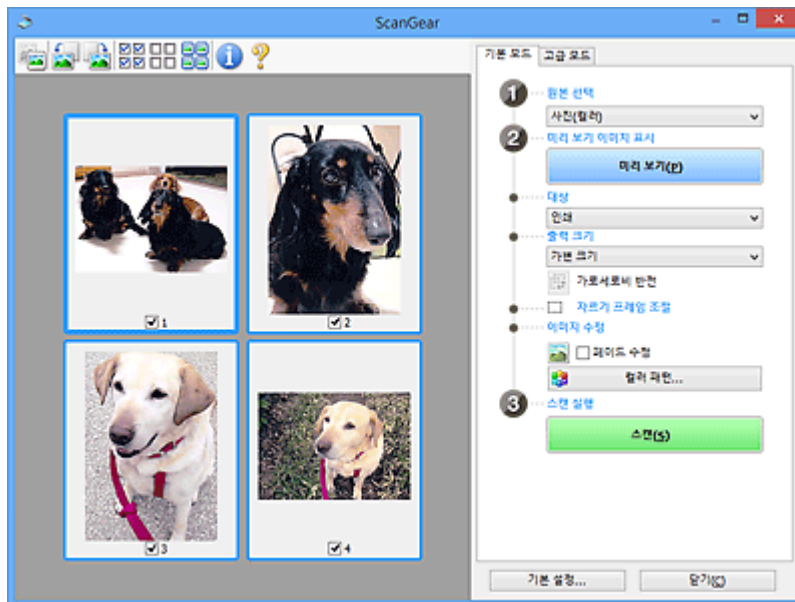 ScanGear
기본 모드
고급 모드
1
원본 선택
사진(컬러)
2
미리 보기 이미지 표시
미리 보기(P)
대상
인쇄
출력 크기
가변 크기
가로세로비 반전
자르기 프레임 조절
이미지 수정
페이드 수정
컬러 패턴...
3
스캔 실행
스캔(S)
1
2
3
4
기본 설정...
닫기(C)